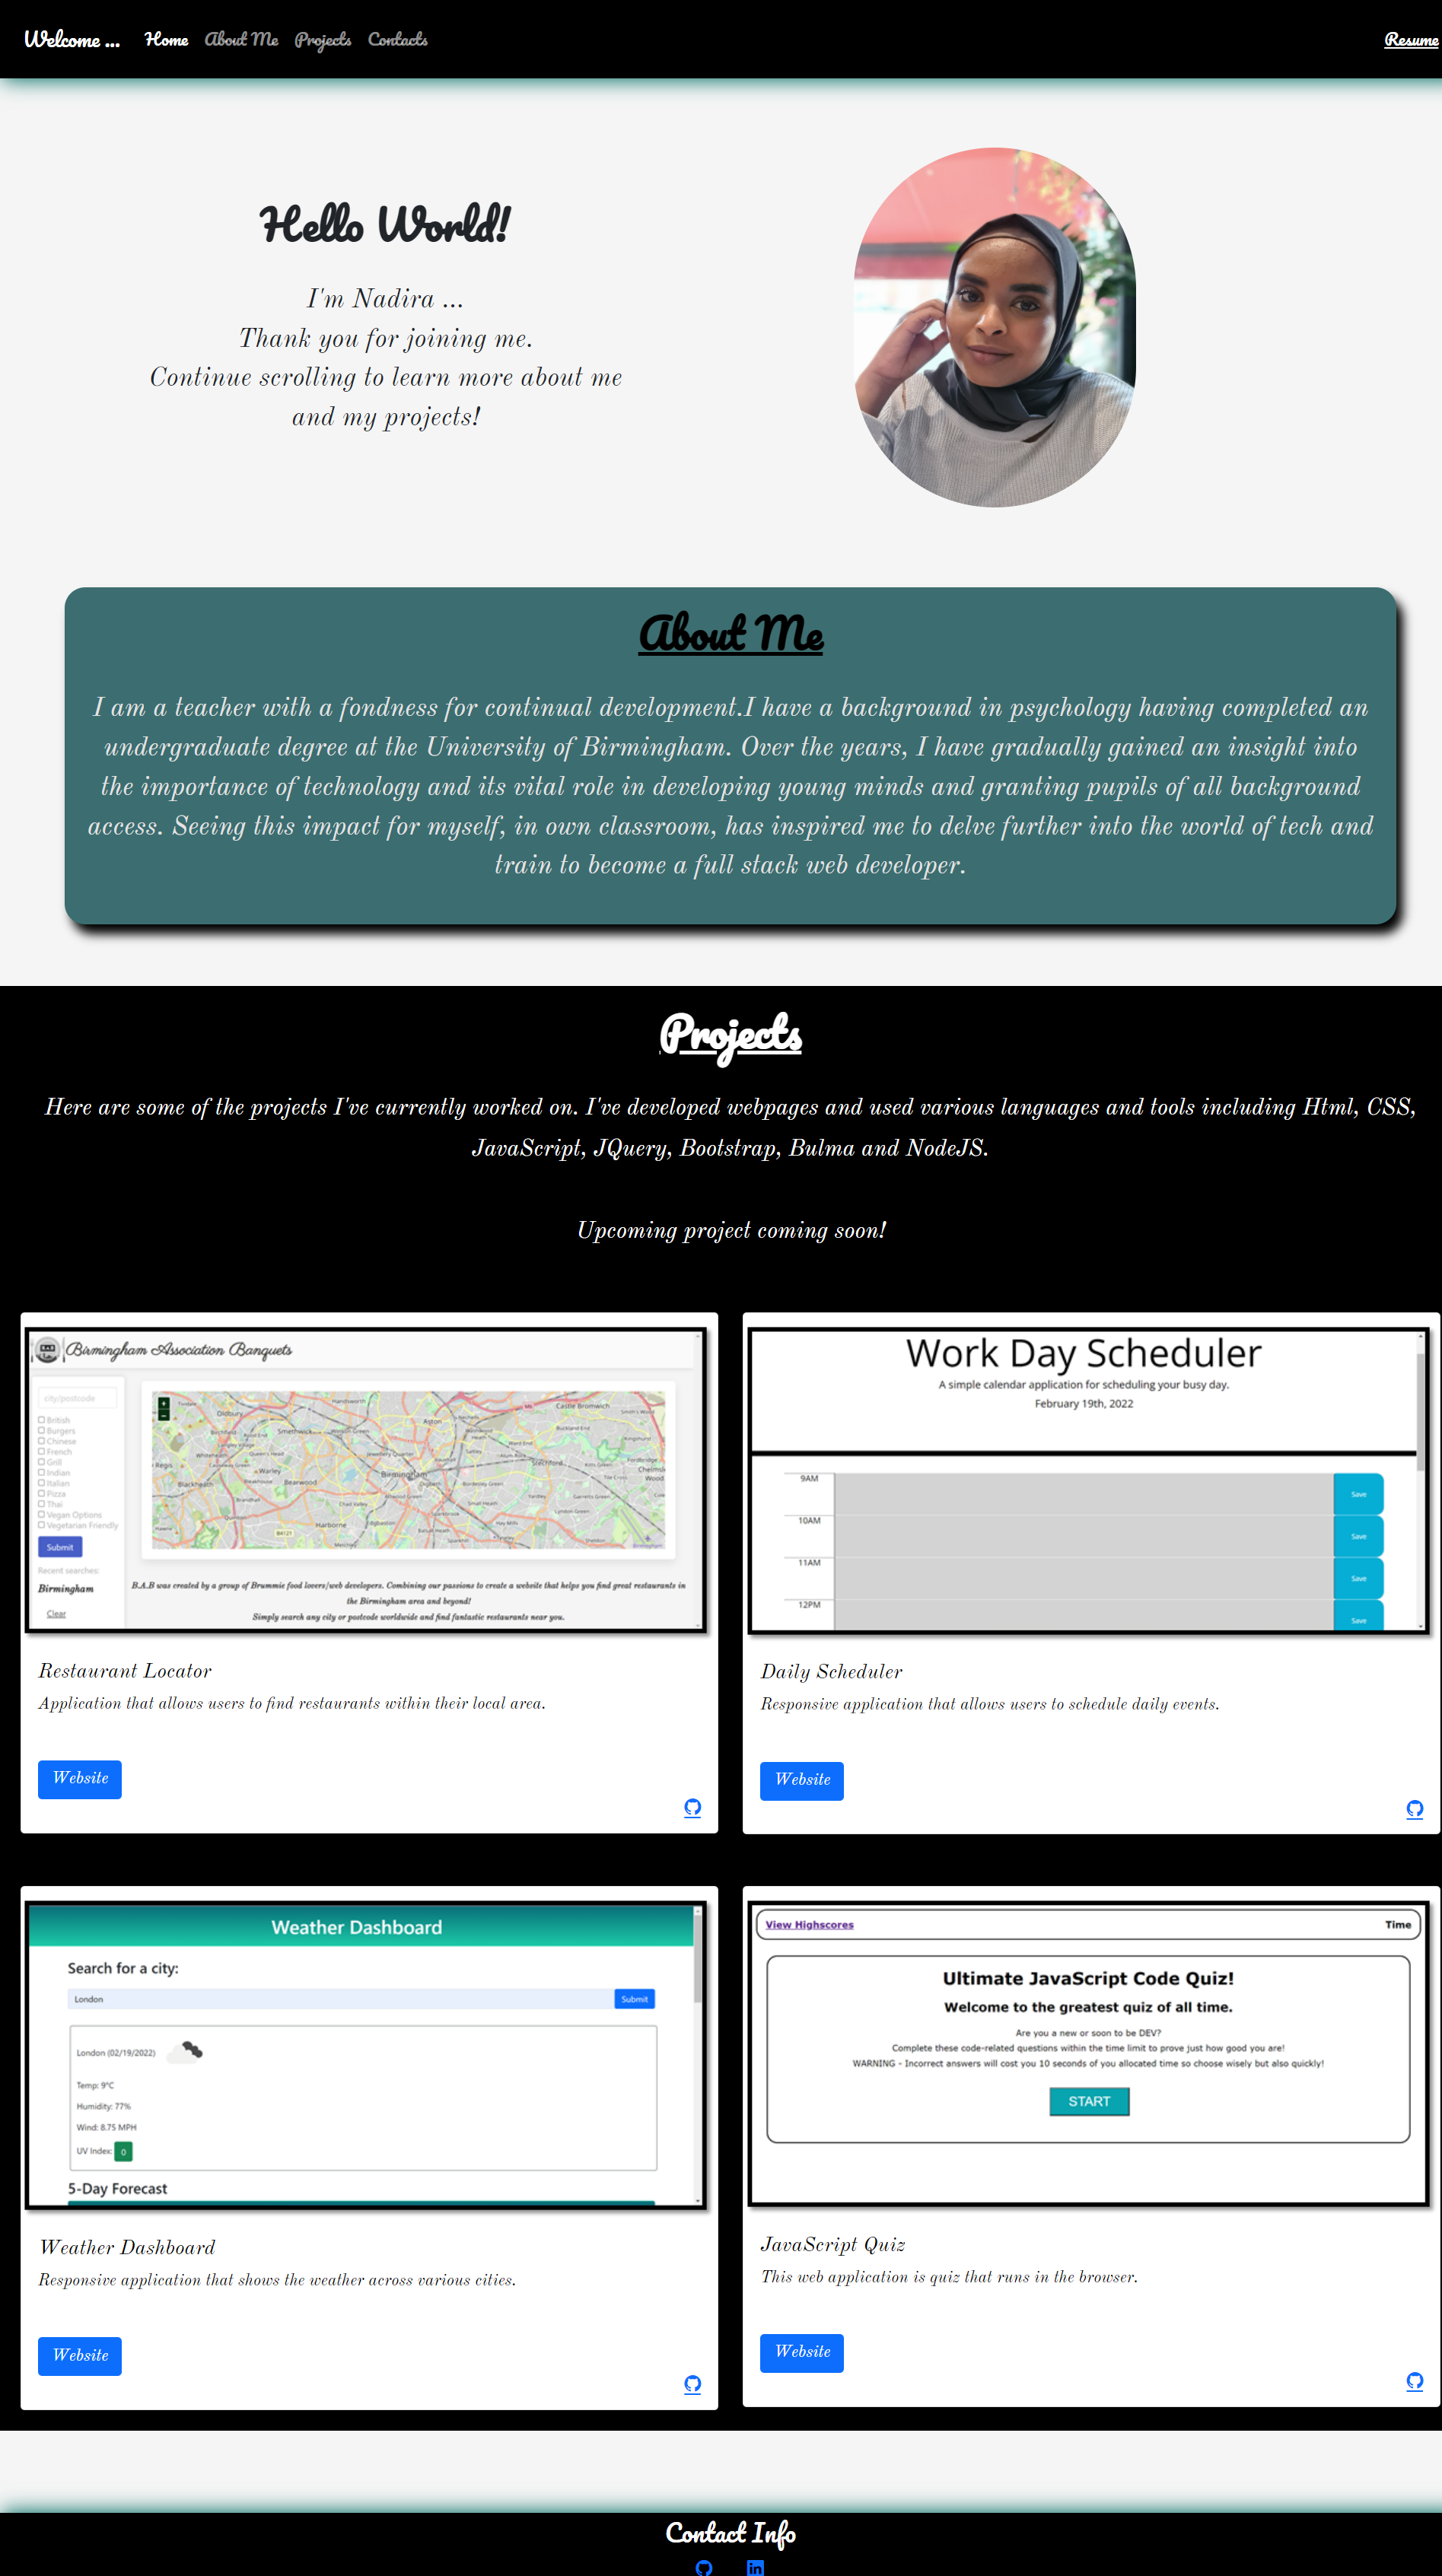 Welcome ... Home About Me Projects Contacts Resume
Hello World!
I'm Nadira ...
Thank you for joining me.
Continue scrolling to learn more about me
and my projects!
About Me
I am a teacher with a fondness for continual development.I have a background in psychology having completed an
undergraduate degree at the University of Birmingham. Over the years, I have gradually gained an insight into
the importance of technology and its vital role in developing young minds and granting pupils of all background
access. Seeing this impact for myself, in own classroom, has inspired me to delve further into the world of tech and
train to become a full stack web developer.
Projects
Here are some of the projects I've currently worked on. I've developed webpages and used various languages and tools including Html, CSS,
JavaScript, JQuery, Bootstrap, Bulma and NodeJS.
Upcoming project coming soon!
Birmingham Association Banquets
city/postcode
British
Burgers
Chinese
French
Grill
Indian
Italian
Pizza
Thai
Vegan Options
Vegetarian Friendly
Submit
Recent searches:
Birmingham
Clear
Oldbury
Smethwick
Handsworth
Aston
Castle Bromwich
Warley
Bearwood
Birmingham
Blackheath
Harborne
Quinton
B4121
Small Heath
B.A.B was created by a group of Brummie food lovers/web developers. Combining our passions to create a website that helps you find great restaurants in
the Birmingham area and beyond!
Simply search any city or postcode worldwide and find fantastic restaurants near you.
Restaurant Locator
Application that allows users to find restaurants within their local area.
Website
Work Day Scheduler
A simple calendar application for scheduling your busy day.
February 19th, 2022
9AM Save
10AM Save
11AM Save
12PM Save
Daily Scheduler
Responsive application that allows users to schedule daily events.
Website
Weather Dashboard
Search for a city:
London Submit
London (02/19/2022)
Temp: 9°C
Humidity: 77%
Wind: 8.75 MPH
UV Index: 0
5-Day Forecast
Weather Dashboard
Responsive application that shows the weather across various cities.
Website
View Highscores Time
Ultimate JavaScript Code Quiz!
Welcome to the greatest quiz of all time.
Are you a new or soon to be DEV?
Complete these code-related questions within the time limit to prove just how good you are!
WARNING - Incorrect answers will cost you 10 seconds of you allocated time so choose wisely but also quickly!
START
JavaScript Quiz
This web application is quiz that runs in the browser.
Website
Contact Info